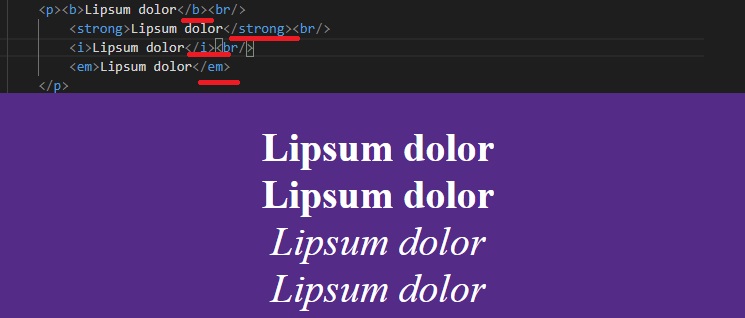 <p><b>Lipsum dolor</b><br/>
<strong>Lipsum dolor</strong><br/>
<i>Lipsum dolor</i><br/>
<em>Lipsum dolor</em>
</p>
Lipsum dolor
Lipsum dolor
Lipsum dolor
Lipsum dolor